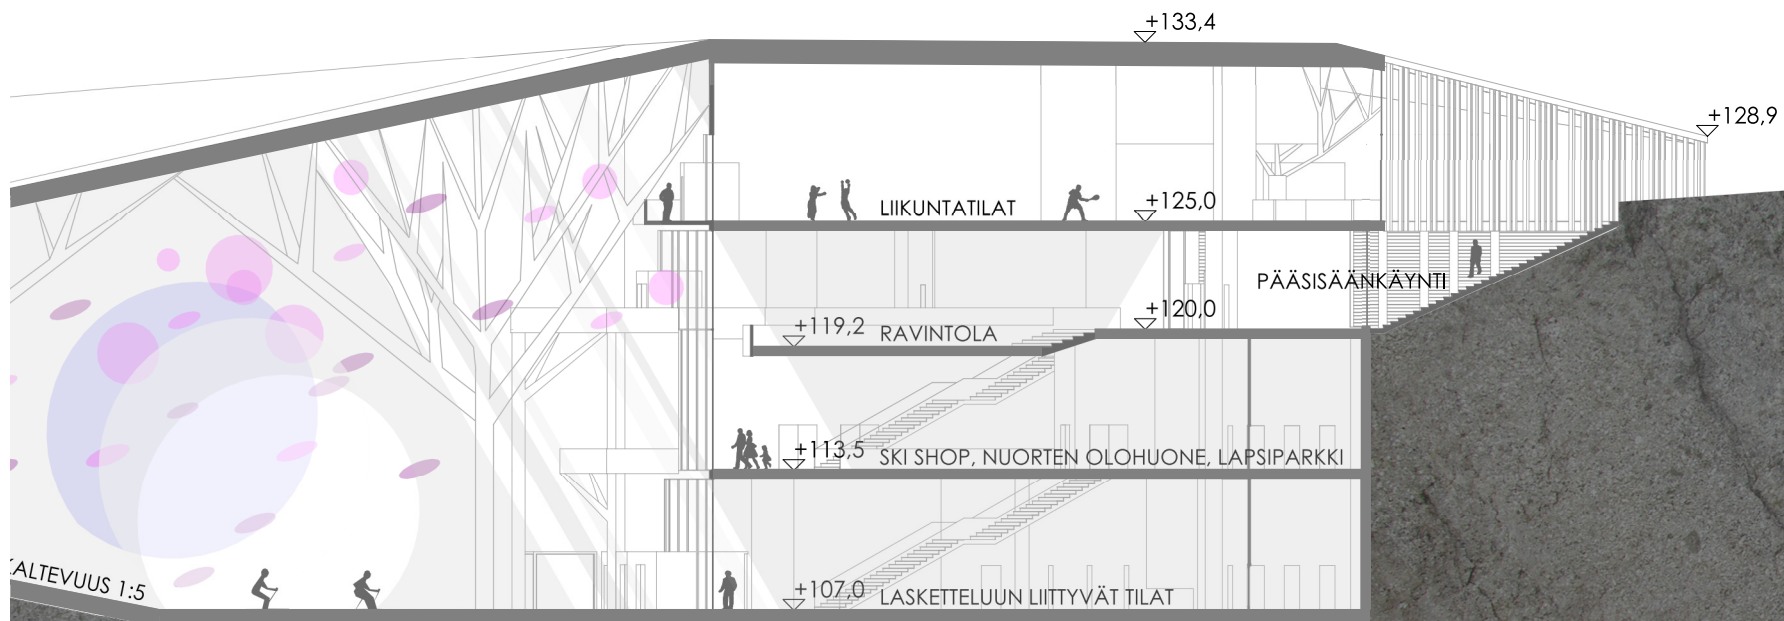 +133,4
+128,9
LIIKUNTATILAT
+125,0
PÄÄSISÄÄNKÄYNTI
+120,0
+119,2
RAVINTOLA
+113,5
SKI SHOP, NUORTEN OLOHUONE, LAPSIPARKKI
KALTEVUUS 1:5
+107,0
LASKETTELUUN LIITTYVÄT TILAT